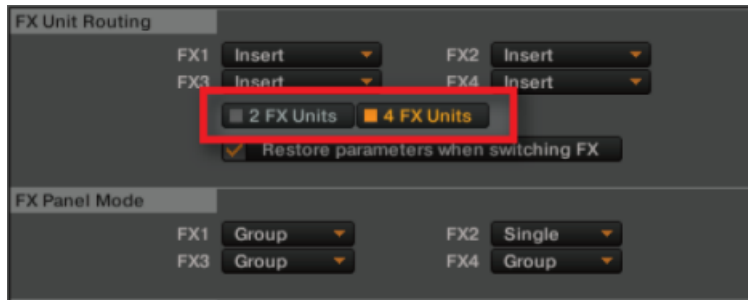 FX Unit Routing
FX1 Insert FX2 Insert
FX3 Insert FX4 Insert
2 FX Units 4 FX Units
Restore parameters when switching FX
FX Panel Mode
FX1 Group FX2 Single
FX3 Group FX4 Group